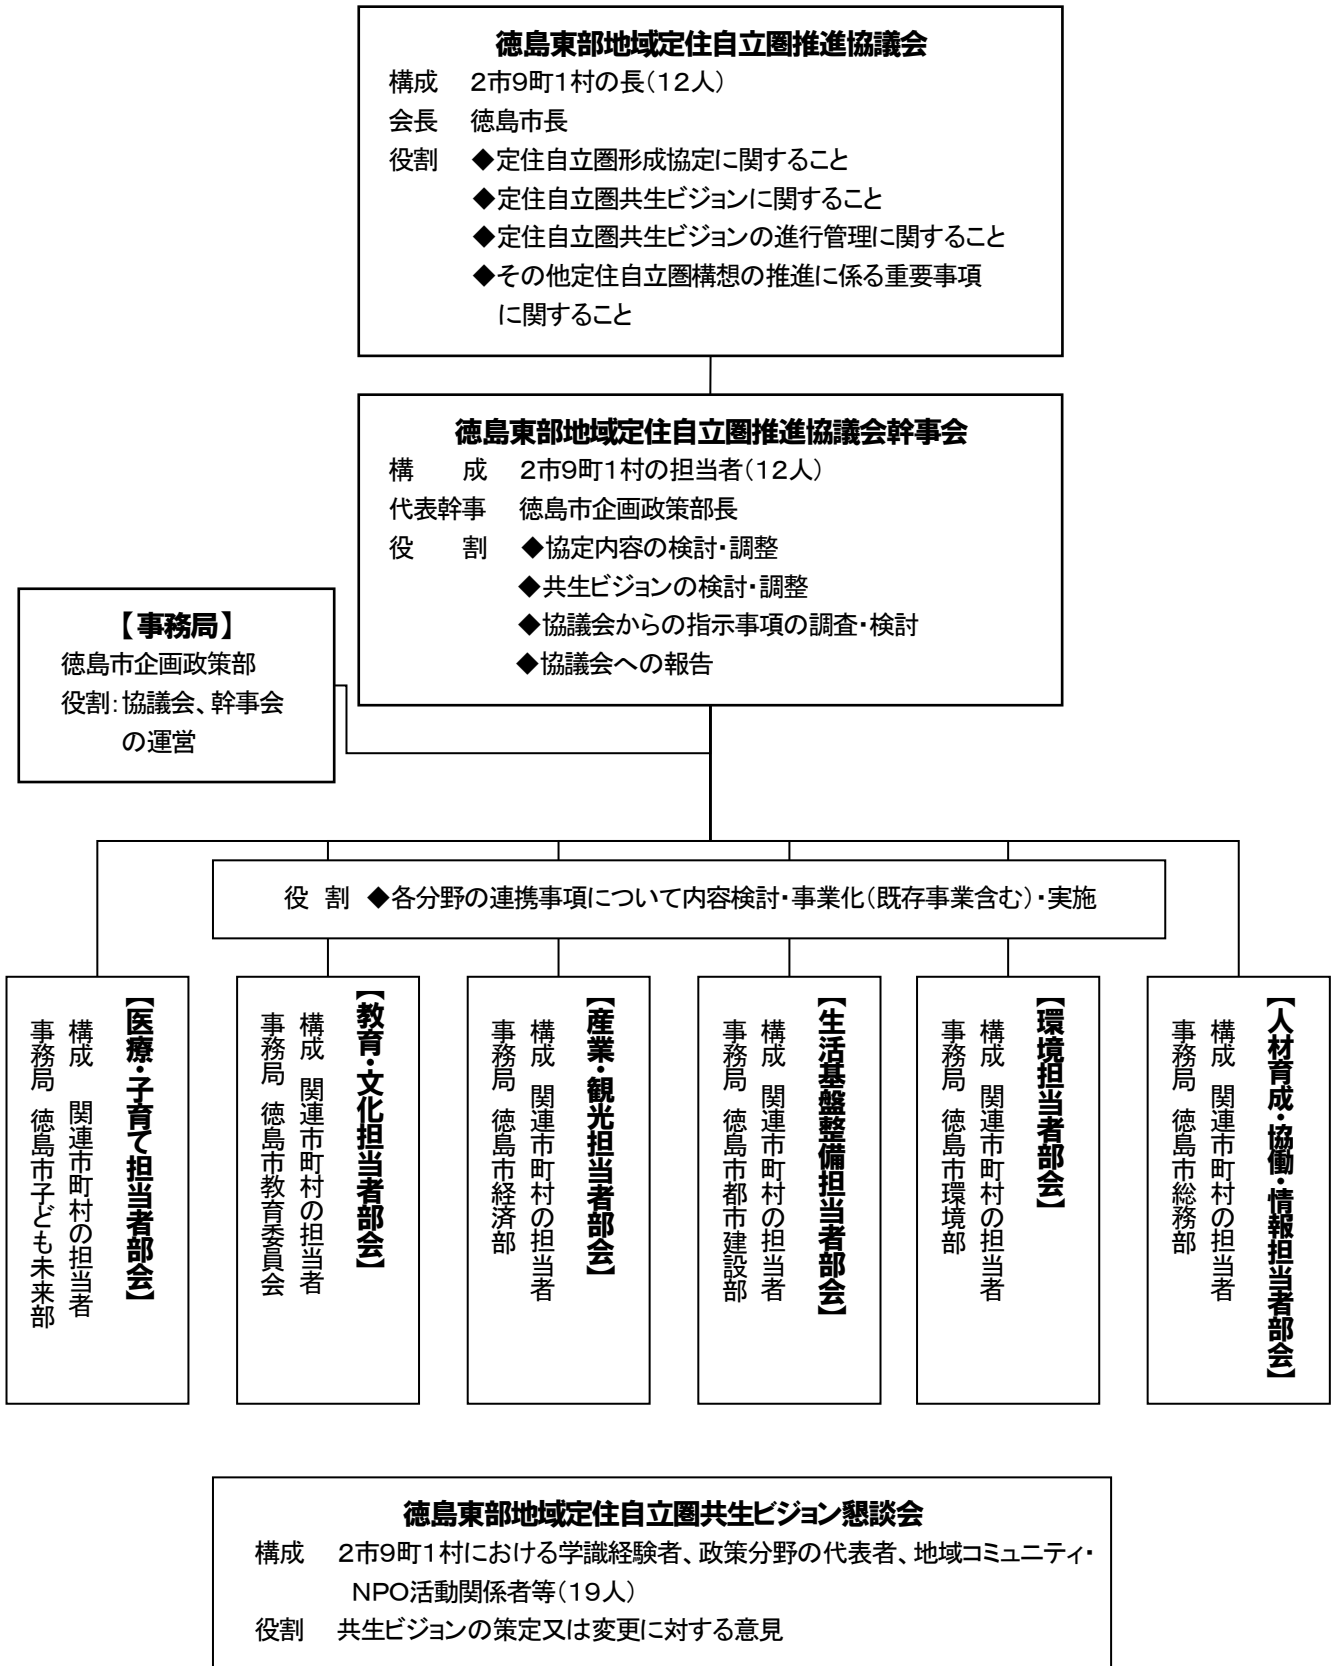 徳島東部地域定住自立圏推進協議会
構成 2市9町1村の長(12人)
会長 徳島市長
役割 ◆定住自立圏形成協定に関すること
◆定住自立圏共生ビジョンに関すること
◆定住自立圏共生ビジョンの進行管理に関すること
◆その他定住自立圏構想の推進に係る重要事項
に関すること
徳島東部地域定住自立圏推進協議会幹事会
構 成 2市9町1村の担当者(12人)
代表幹事 徳島市企画政策部長
役 割 ◆協定内容の検討・調整
◆共生ビジョンの検討・調整
◆協議会からの指示事項の調査・検討
◆協議会への報告
【事務局】
徳島市企画政策部
役割:協議会、幹事会
の運営
役 割 ◆各分野の連携事項について内容検討・事業化(既存事業含む)・実施
【医療・子育て担当者部会】
構成 関連市町村の担当者
事務局 徳島市子ども未来部
【教育・文化担当者部会】
構成 関連市町村の担当者
事務局 徳島市教育委員会
【産業・観光担当者部会】
構成 関連市町村の担当者
事務局 徳島市経済部
【生活基盤整備担当者部会】
構成 関連市町村の担当者
事務局 徳島市都市建設部
【環境担当者部会】
構成 関連市町村の担当者
事務局 徳島市環境部
【人材育成・協働・情報担当者部会】
構成 関連市町村の担当者
事務局 徳島市総務部
徳島東部地域定住自立圏共生ビジョン懇談会
構成 2市9町1村における学識経験者、政策分野の代表者、地域コミュニティ・
NPO活動関係者等(19人)
役割 共生ビジョンの策定又は変更に対する意見